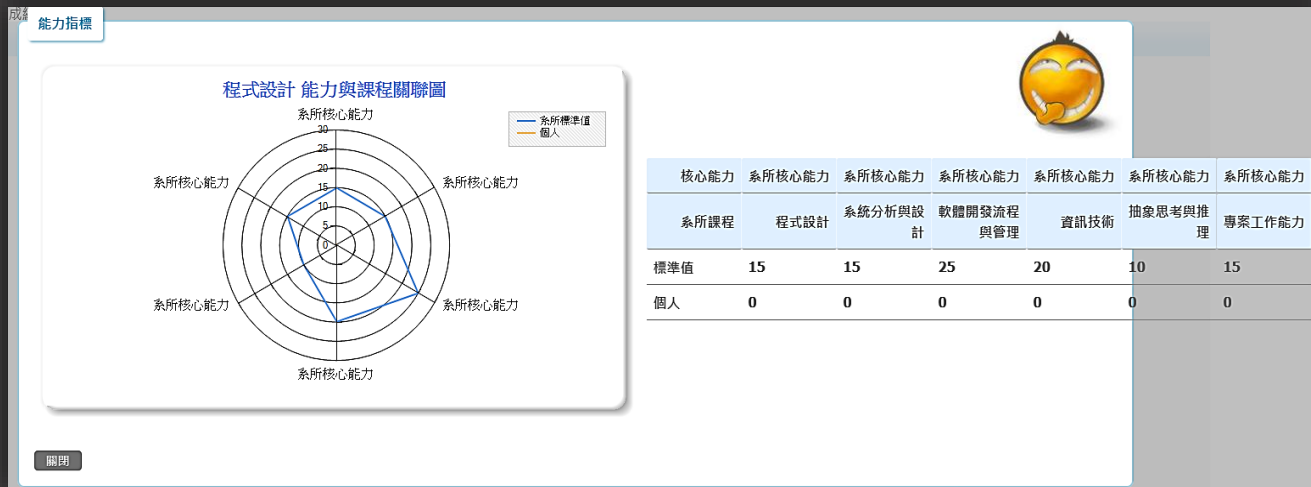 成
能力指標
程式設計 能力與課程關聯圖
系所核心能力
系所標準值
個人
30
25
20
15
10
5
0
系所核心能力
系所核心能力
系所核心能力
系所核心能力
系所核心能力
核心能力 系所核心能力 系所核心能力 系所核心能力 系所核心能力 系所核心能力 系所核心能力
系所課程 程式設計 系統分析與設計 軟體開發流程與管理 資訊技術 抽象思考與推理 專案工作能力
標準值 15 15 25 20 10 15
個人 0 0 0 0 0 0
關閉